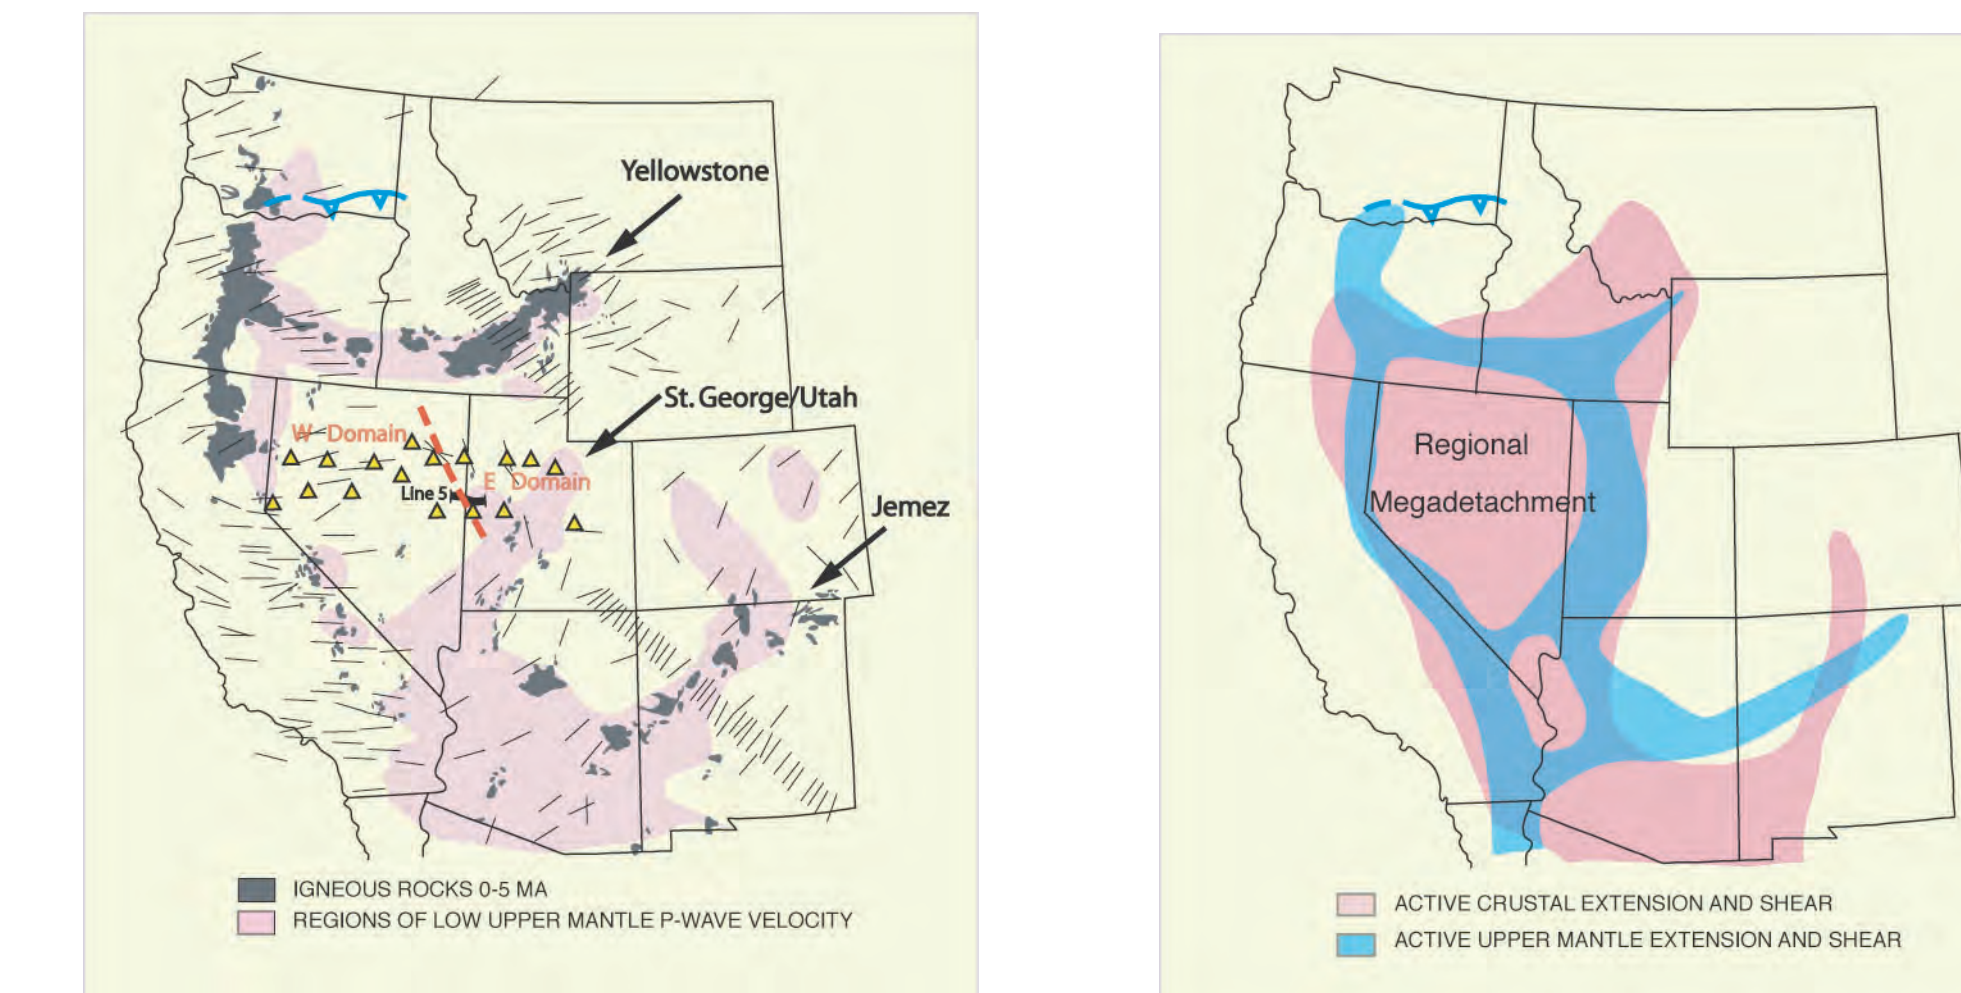 Yellowstone
St. George/Utah
W Domain
E Domain
Line 5
Jemez
IGNEOUS ROCKS 0-5 MA
REGIONS OF LOW UPPER MANTLE P-WAVE VELOCITY
Regional
Megadetachment
ACTIVE CRUSTAL EXTENSION AND SHEAR
ACTIVE UPPER MANTLE EXTENSION AND SHEAR